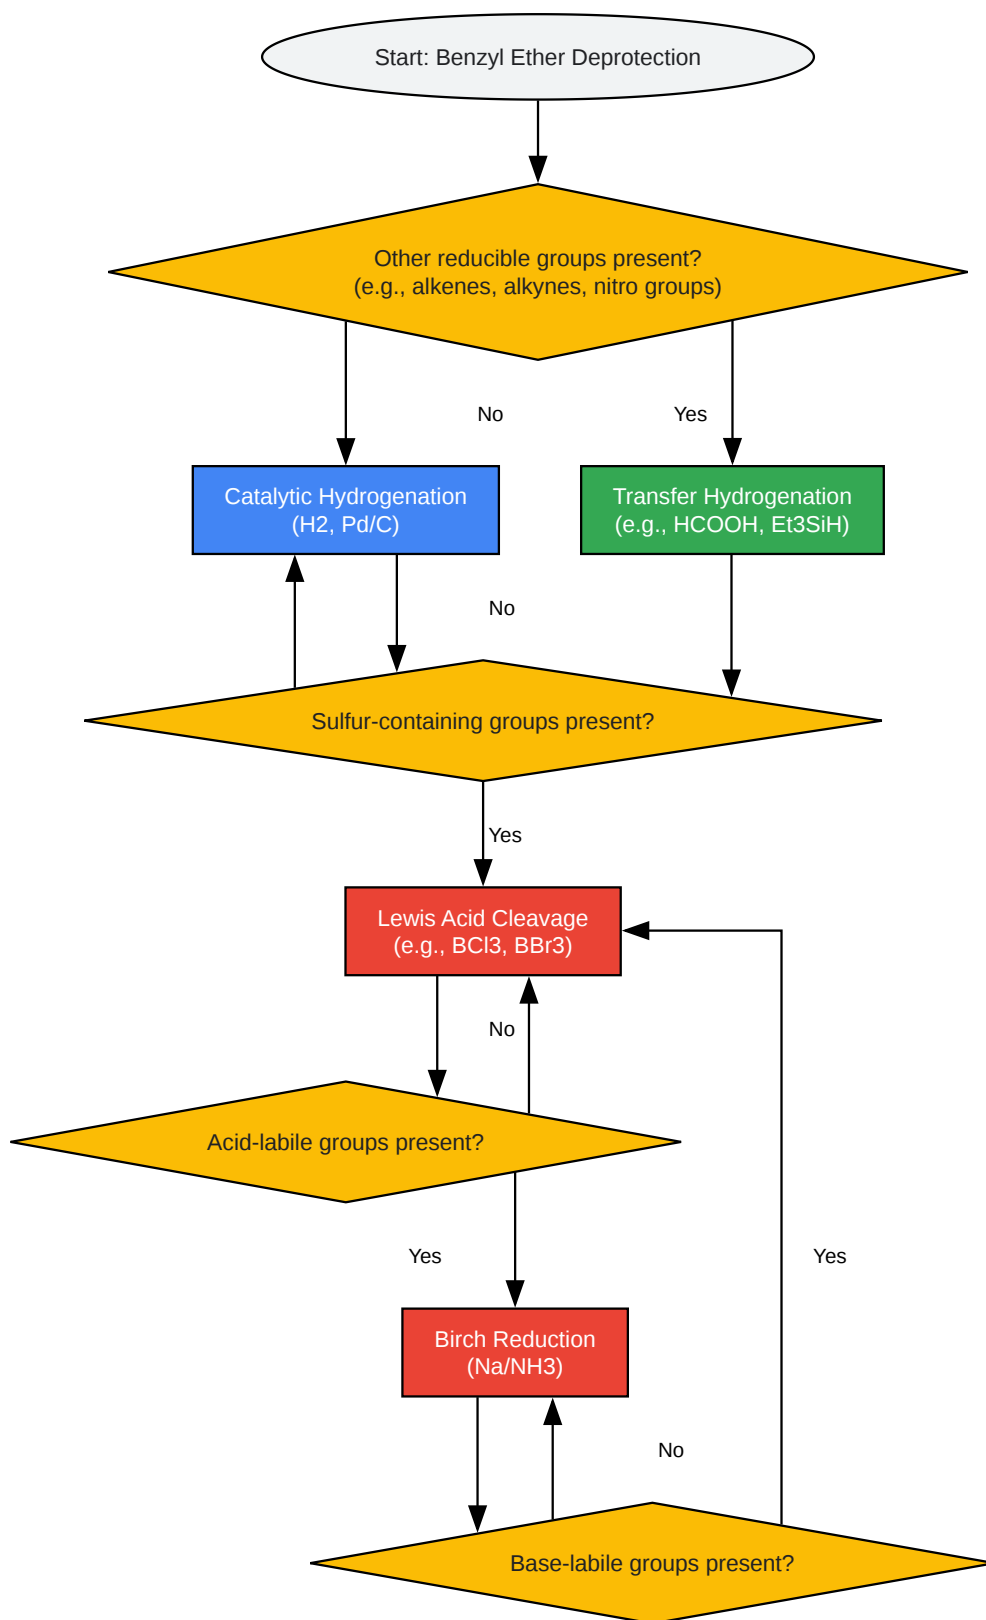 Start: Benzyl Ether Deprotection
Other reducible groups present?
(e.g., alkenes, alkynes, nitro groups)
No
Yes
Catalytic Hydrogenation
(H2, Pd/C)
Transfer Hydrogenation
(e.g., HCOOH, Et3SiH)
No
Sulfur-containing groups present?
Yes
Lewis Acid Cleavage
(e.g., BCl3, BBr3)
No
Acid-labile groups present?
Yes
Yes
Birch Reduction
(Na/NH3)
No
Base-labile groups present?